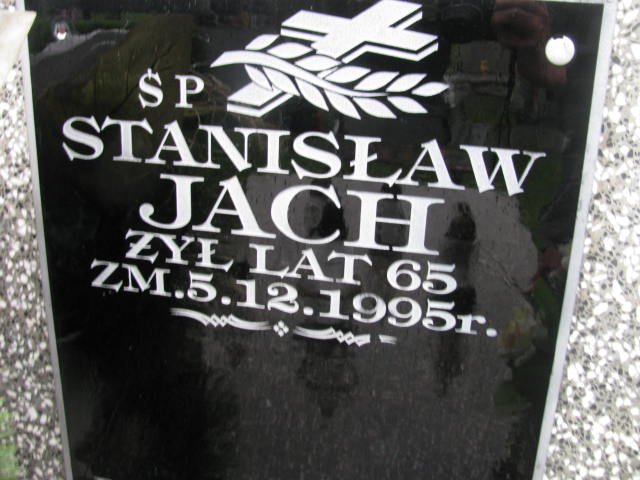 ŚP
STANISŁAW
JACH
ŻYŁ LAT 65
ZM.5.12.1995r.